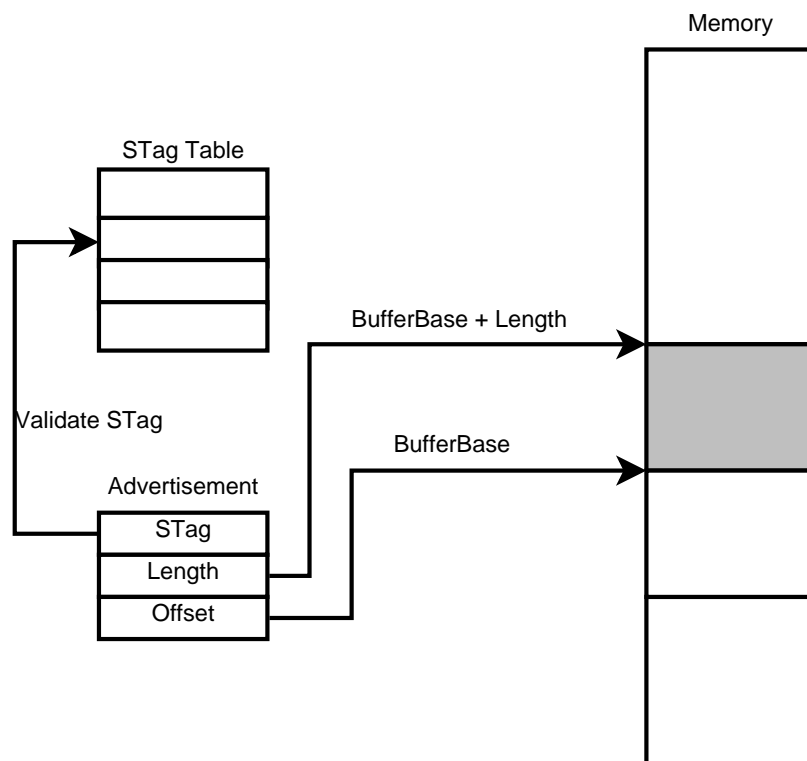 Memory
STag Table
BufferBase + Length
Validate STag
BufferBase
Advertisement
STag
Length
Offset